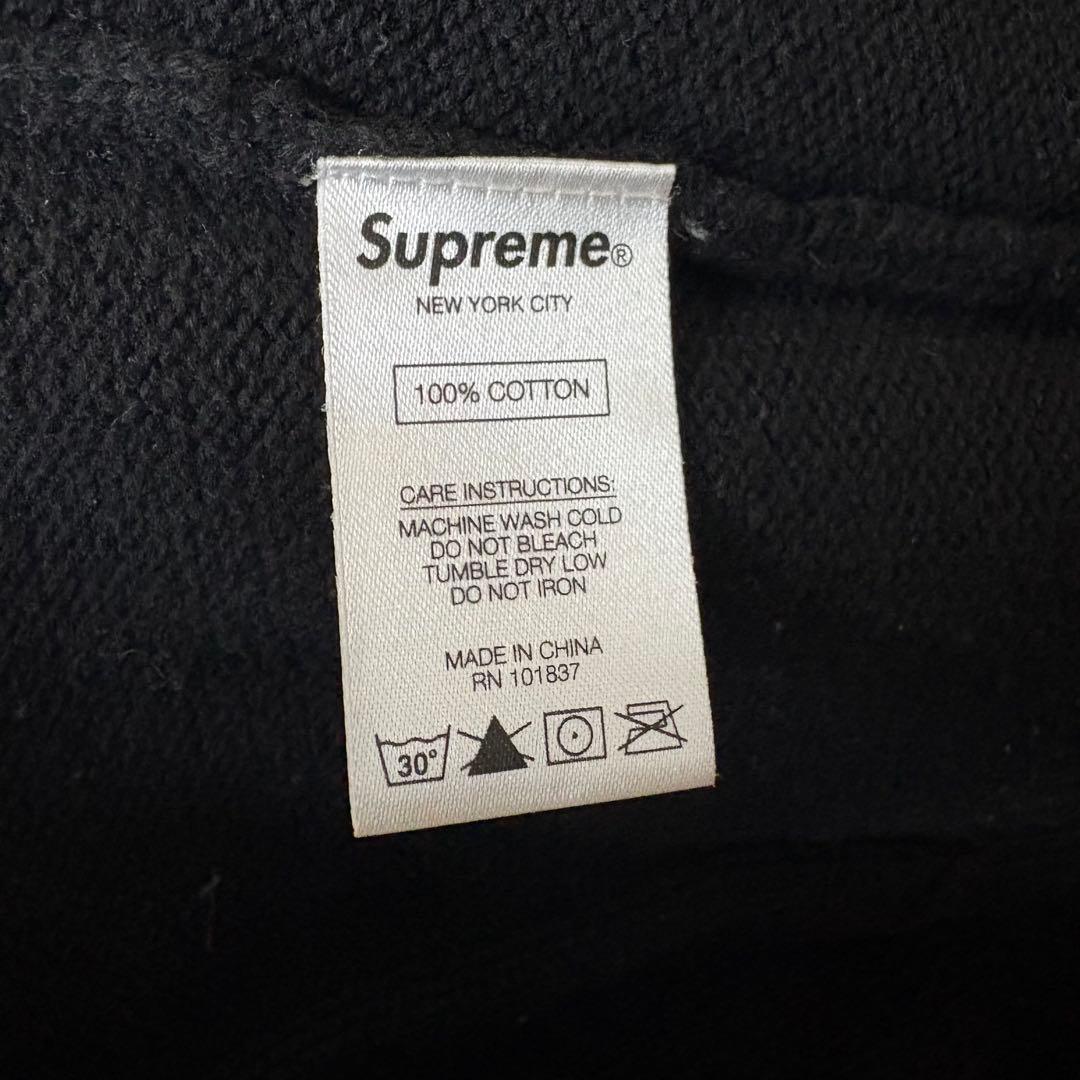 Supreme®
NEW YORK CITY
100% COTTON
CARE INSTRUCTIONS:
MACHINE WASH COLD
DO NOT BLEACH
TUMBLE DRY LOW
DO NOT IRON
MADE IN CHINA
RN 101837
30°